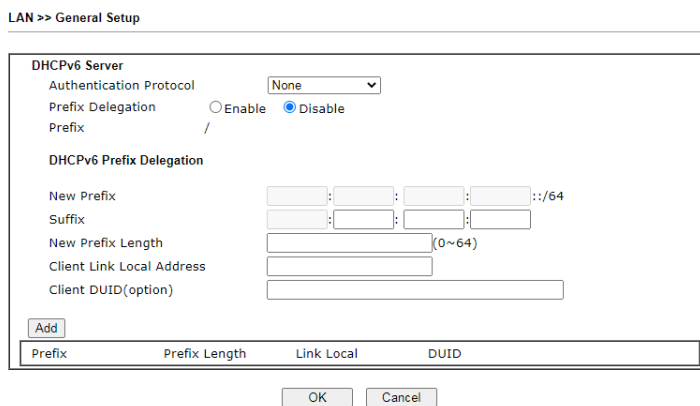 LAN >> General Setup
DHCPv6 Server
Authentication Protocol None
Prefix Delegation Enable Disable
Prefix /
DHCPv6 Prefix Delegation
New Prefix : : : ::/64
Suffix : : :
New Prefix Length (0~64)
Client Link Local Address
Client DUID(option)
Add
Prefix Prefix Length Link Local DUID
OK Cancel